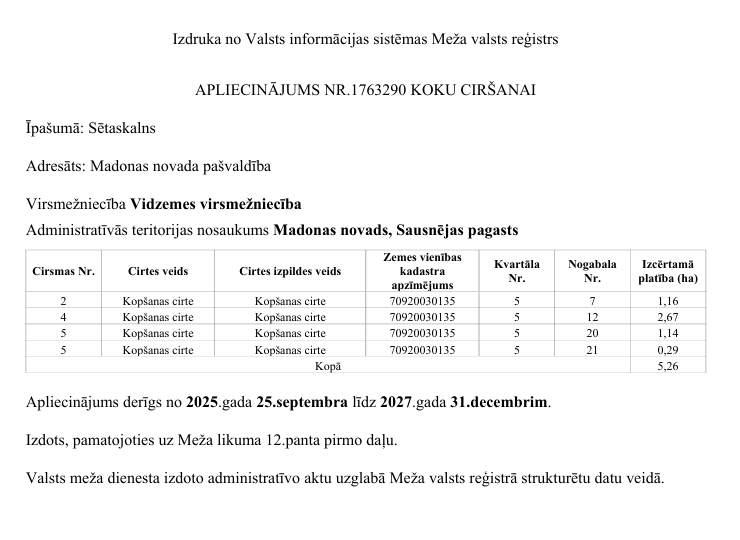 Izdruka no Valsts informācijas sistēmas Meža valsts reģistrs
APLIECINĀJUMS NR.1763290 KOKU CIRŠANAI
Īpašumā: Sētaskalns
Adresāts: Madonas novada pašvaldība
Virsmežniecība Vidzemes virsmežniecība
Administratīvās teritorijas nosaukums Madonas novads, Sausnējas pagasts
Cirsmas Nr. Cirtes veids Cirtes izpildes veids Zemes vienības kadastra apzīmējums Kvartāla Nr. Nogabala Nr. Izcērtamā platība (ha)
2 Kopšanas cirte Kopšanas cirte 70920030135 5 7 1,16
4 Kopšanas cirte Kopšanas cirte 70920030135 5 12 2,67
5 Kopšanas cirte Kopšanas cirte 70920030135 5 20 1,14
5 Kopšanas cirte Kopšanas cirte 70920030135 5 21 0,29
Kopā 5,26
Apliecinājums derīgs no 2025.gada 25.septembra līdz 2027.gada 31.decembrim.
Izdots, pamatojoties uz Meža likuma 12.panta pirmo daļu.
Valsts meža dienesta izdoto administratīvo aktu uzglabā Meža valsts reģistrā strukturētu datu veidā.